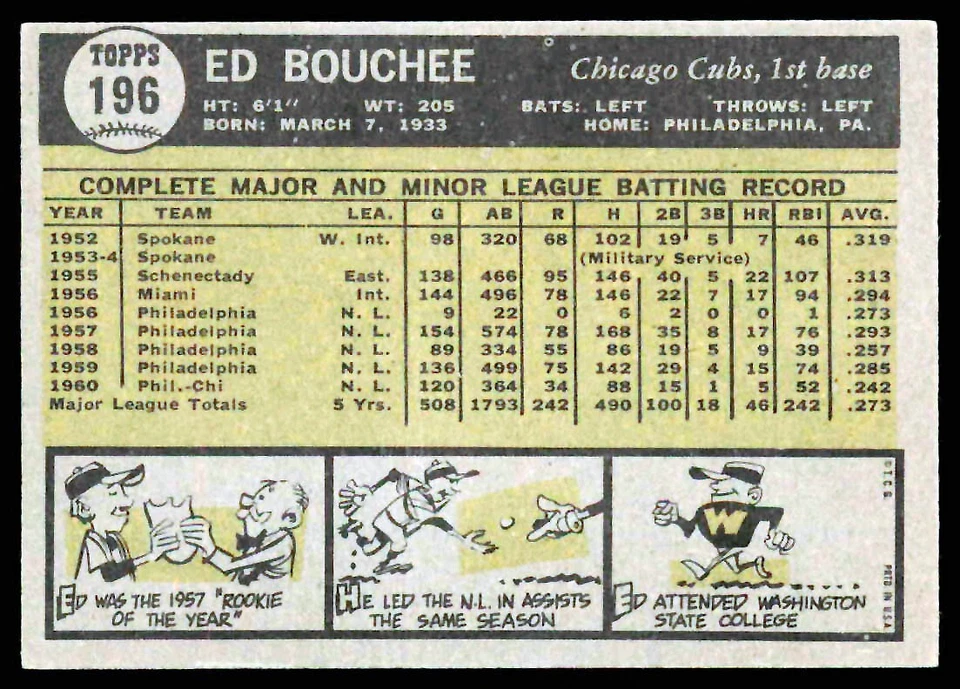 TOPPS
196
ED BOUCHEE
Chicago Cubs, 1st base
HT: 6'1" WT: 205 BATS: LEFT THROWS: LEFT
BORN: MARCH 7, 1933 HOME: PHILADELPHIA, PA.
COMPLETE MAJOR AND MINOR LEAGUE BATTING RECORD
YEAR TEAM LEA. G AB R H 2B 3B HR RBI AVG.
1952 Spokane W. Int. 98 320 68 102 19 5 7 46 .319
1953-4 Spokane (Military Service)
1955 Schenectady East. 138 466 95 146 40 5 22 107 .313
1956 Miami Int. 144 496 78 146 22 7 17 94 .294
1956 Philadelphia N. L. 9 22 0 6 2 0 0 1 .273
1957 Philadelphia N. L. 154 574 78 168 35 8 17 76 .293
1958 Philadelphia N. L. 89 334 55 86 19 5 9 39 .257
1959 Philadelphia N. L. 136 499 75 142 29 4 15 74 .285
1960 Phil.-Chi N. L. 120 364 34 88 15 1 5 52 .242
Major League Totals 5 Yrs. 508 1793 242 490 100 18 46 242 .273
ED WAS THE 1957 "ROOKIE
OF THE YEAR"
HE LED THE N.L. IN ASSISTS
THE SAME SEASON
W
ED ATTENDED WASHINGTON
STATE COLLEGE
©T.C.G. PRTD IN U.S.A.